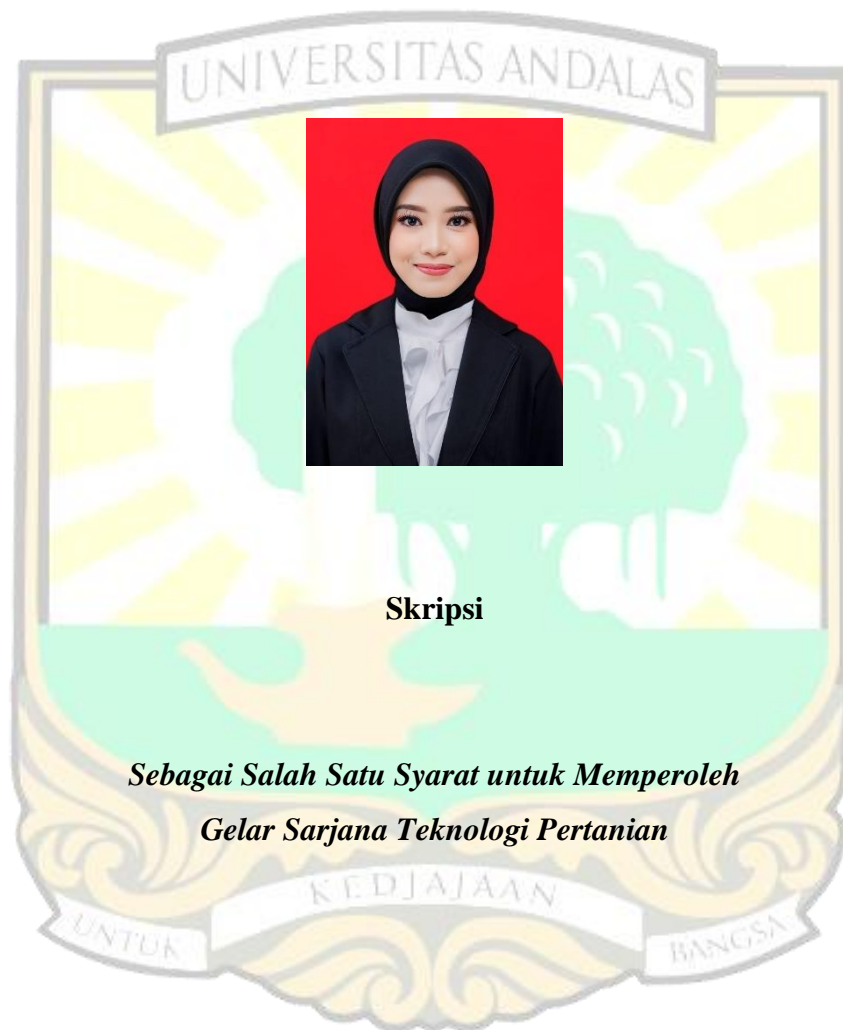 UNIVERSITAS ANDALAS
Skripsi
Sebagai Salah Satu Syarat untuk Memperoleh
Gelar Sarjana Teknologi Pertanian
KEDJAJAAN
UNTUK BANGSA